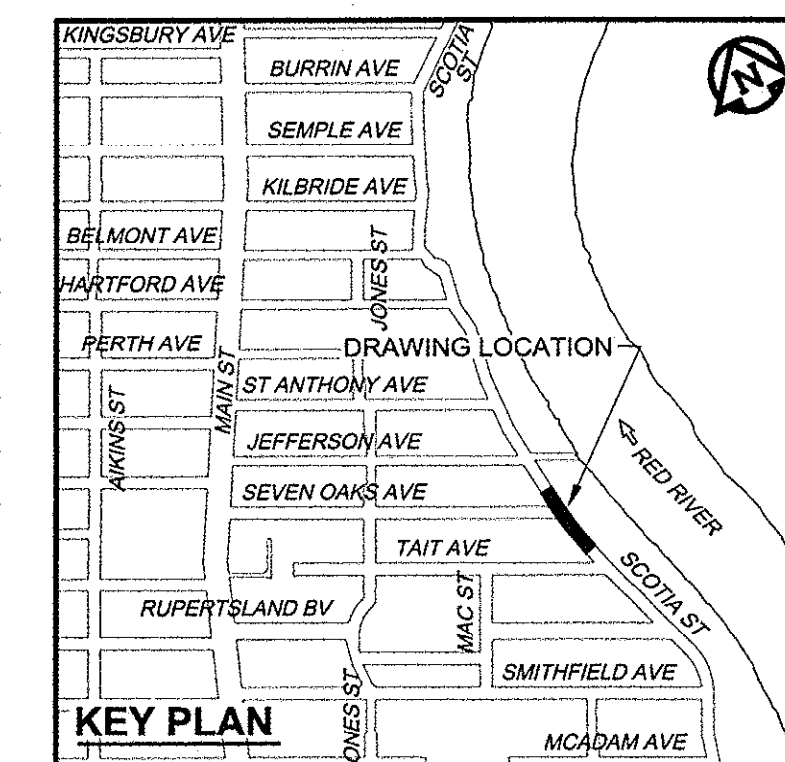 KINGSBURY AVE
BURRIN AVE
SCOTIA
ST
N
SEMPLE AVE
KILBRIDE AVE
BELMONT AVE
JONES ST
HARTFORD AVE
PERTH AVE
DRAWING LOCATION
MAIN ST
ST ANTHONY AVE
AIKINS ST
JEFFERSON AVE
RED RIVER
SEVEN OAKS AVE
TAIT AVE
SCOTIA ST
MAC ST
RUPERTSLAND BV
SMITHFIELD AVE
KEY PLAN
ONES ST
MCADAM AVE